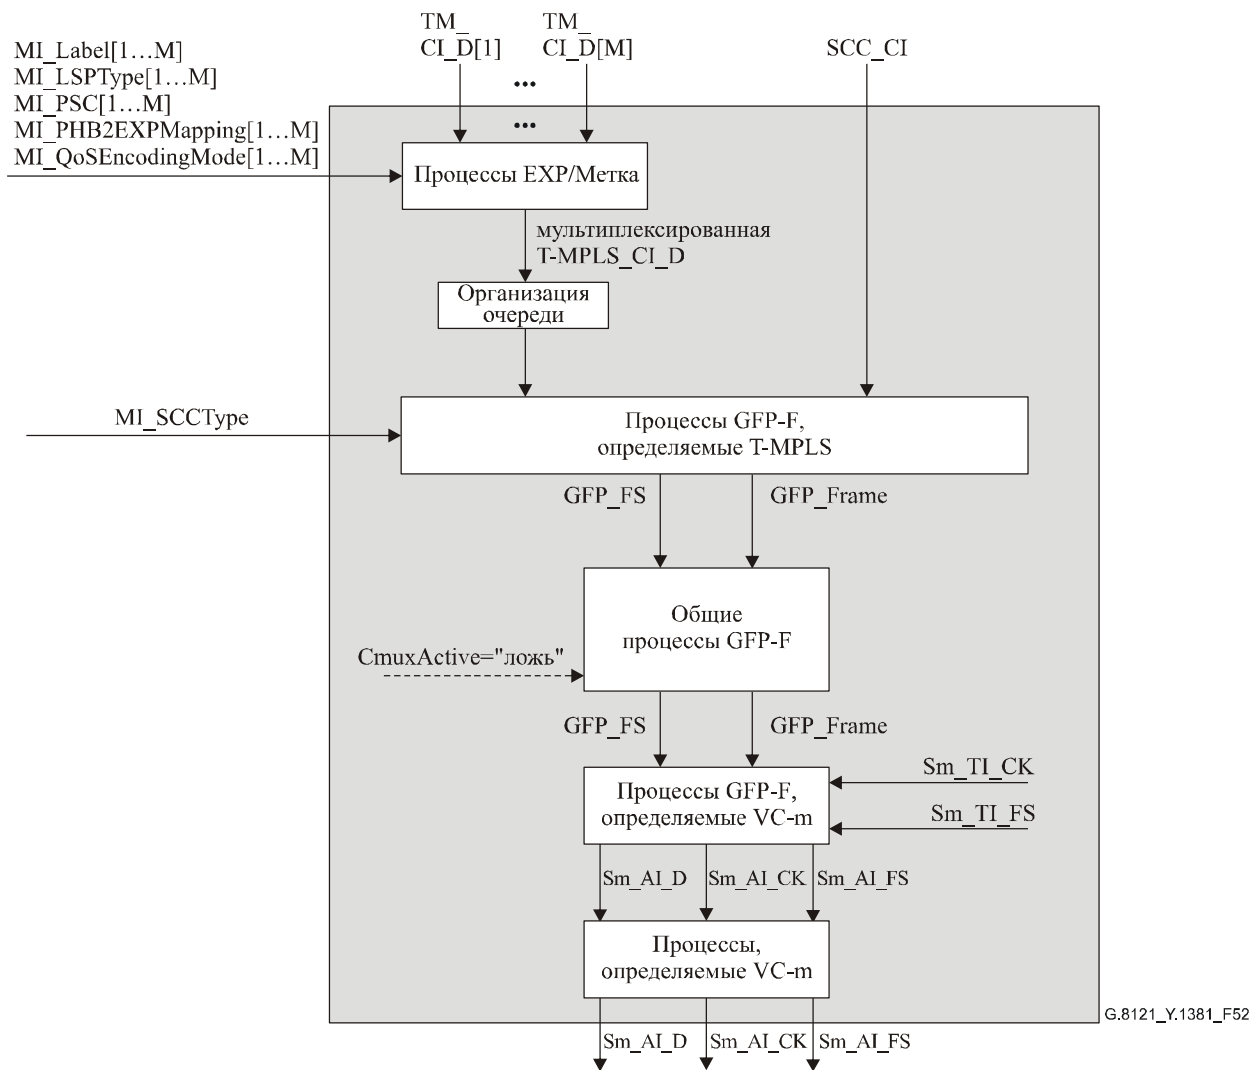 TM_
CI_D[1]
TM_
CI_D[M]
SCC_CI
MI_Label[1...M]
MI_LSPType[1...M]
MI_PSC[1...M]
MI_PHB2EXPMapping[1...M]
MI_QoSEncodingMode[1...M]
...
...
Процессы EXP/Метка
мультиплексированная
T-MPLS_CI_D
Организация
очереди
MI_SCCType
Процессы GFP-F,
определяемые T-MPLS
GFP_FS
GFP_Frame
Общие
процессы GFP-F
CmuxActive="ложь"
GFP_FS
GFP_Frame
Процессы GFP-F,
определяемые VC-m
Sm_TI_CK
Sm_TI_FS
Sm_AI_D
Sm_AI_CK
Sm_AI_FS
Процессы,
определяемые VC-m
Sm_AI_D
Sm_AI_CK
Sm_AI_FS
G.8121_Y.1381_F52